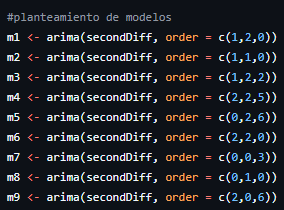 #planteamiento de modelos
m1 <- arima(secondDiff, order = c(1,2,0))
m2 <- arima(secondDiff, order = c(1,1,0))
m3 <- arima(secondDiff, order = c(1,2,2))
m4 <- arima(secondDiff, order = c(2,2,5))
m5 <- arima(secondDiff, order = c(0,2,6))
m6 <- arima(secondDiff, order = c(2,2,0))
m7 <- arima(secondDiff, order = c(0,0,3))
m8 <- arima(secondDiff, order = c(0,1,0))
m9 <- arima(secondDiff, order = c(2,0,6))